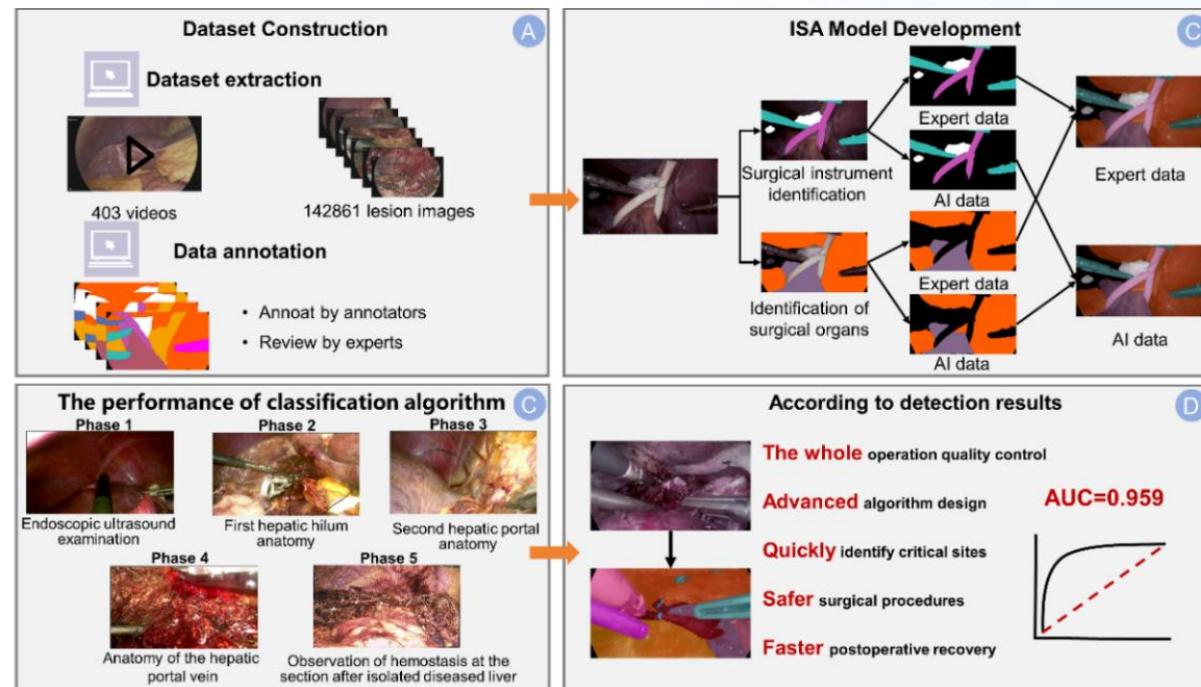 Dataset Construction
A
Dataset extraction
403 videos
142861 lesion images
Data annotation
• Annoat by annotators
• Review by experts
ISA Model Development
C
Surgical instrument
identification
Expert data
AI data
Identification of
surgical organs
Expert data
AI data
Expert data
AI data
The performance of classification algorithm
C
Phase 1
Endoscopic ultrasound
examination
Phase 2
First hepatic hilum
anatomy
Phase 3
Second hepatic portal
anatomy
Phase 4
Anatomy of the hepatic
portal vein
Phase 5
Observation of hemostasis at the
section after isolated diseased liver
According to detection results
D
The whole operation quality control
Advanced algorithm design
Quickly identify critical sites
Safer surgical procedures
Faster postoperative recovery
AUC=0.959